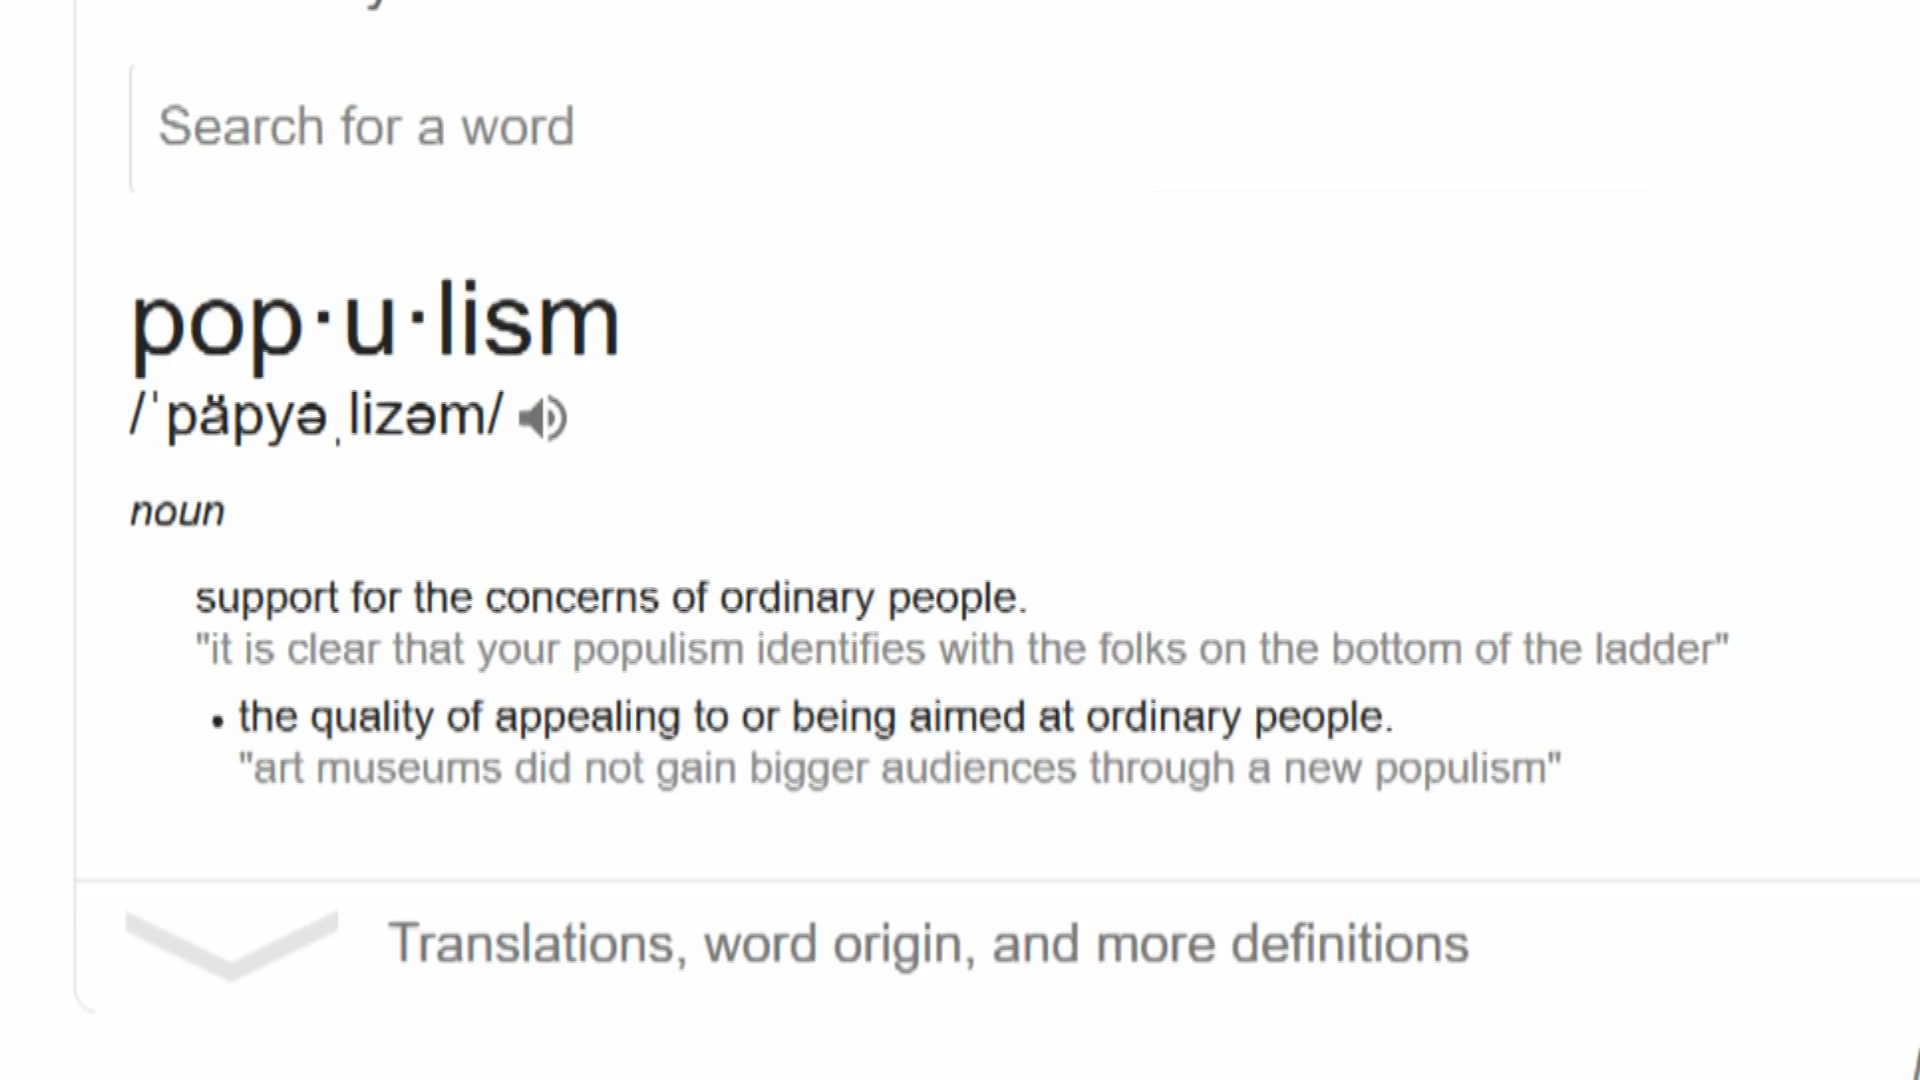 Search for a word
pop·u·lism
/ˈpäpyəˌlizəm/
noun
support for the concerns of ordinary people.
"it is clear that your populism identifies with the folks on the bottom of the ladder"
• the quality of appealing to or being aimed at ordinary people.
"art museums did not gain bigger audiences through a new populism"
Translations, word origin, and more definitions